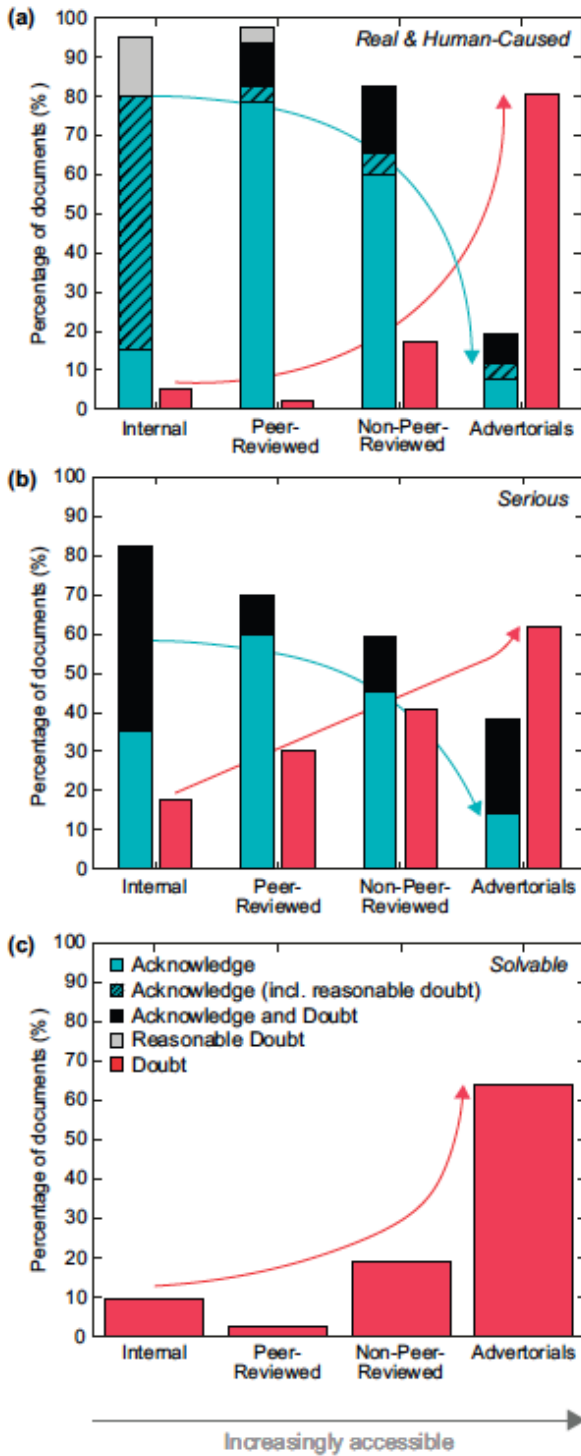 (a)
Real & Human-Caused
Percentage of documents (%)
100
90
80
70
60
50
40
30
20
10
0
Internal
Peer-
Reviewed
Non-Peer-
Reviewed
Advertorials
(b)
Serious
Percentage of documents (%)
100
90
80
70
60
50
40
30
20
10
0
Internal
Peer-
Reviewed
Non-Peer-
Reviewed
Advertorials
(c)
Solvable
Acknowledge
Acknowledge (incl. reasonable doubt)
Acknowledge and Doubt
Reasonable Doubt
Doubt
Percentage of documents (%)
100
90
80
70
60
50
40
30
20
10
0
Internal
Peer-
Reviewed
Non-Peer-
Reviewed
Advertorials
Increasingly accessible